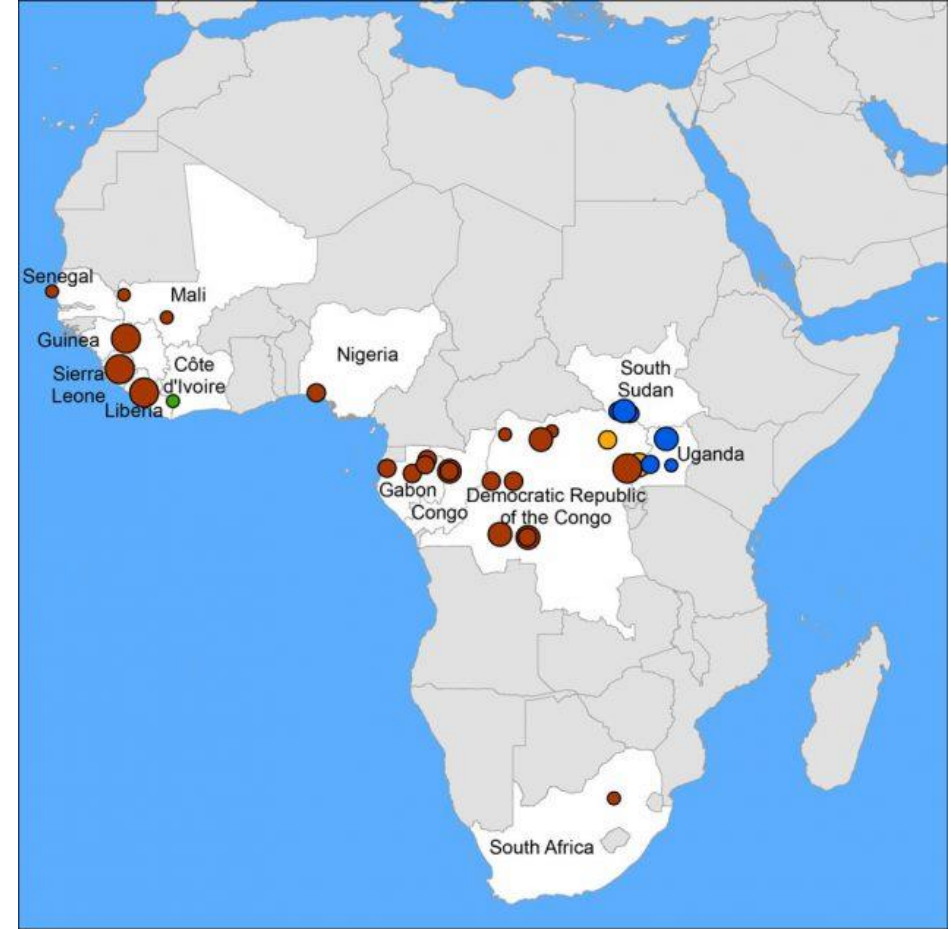 Senegal
Mali
Guinea
Sierra
Leone
Côte
d'Ivoire
Liberia
Nigeria
South
Sudan
Uganda
Gabon
Congo
Democratic Republic
of the Congo
South Africa